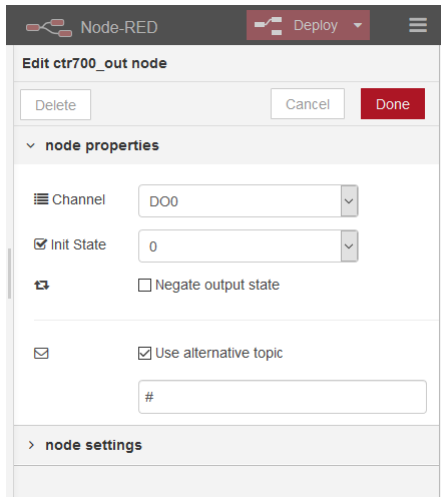 Node-RED Deploy
Edit ctr700_out node
Delete Cancel Done
node properties
Channel DO0
Init State 0
Negate output state
Use alternative topic
#
node settings